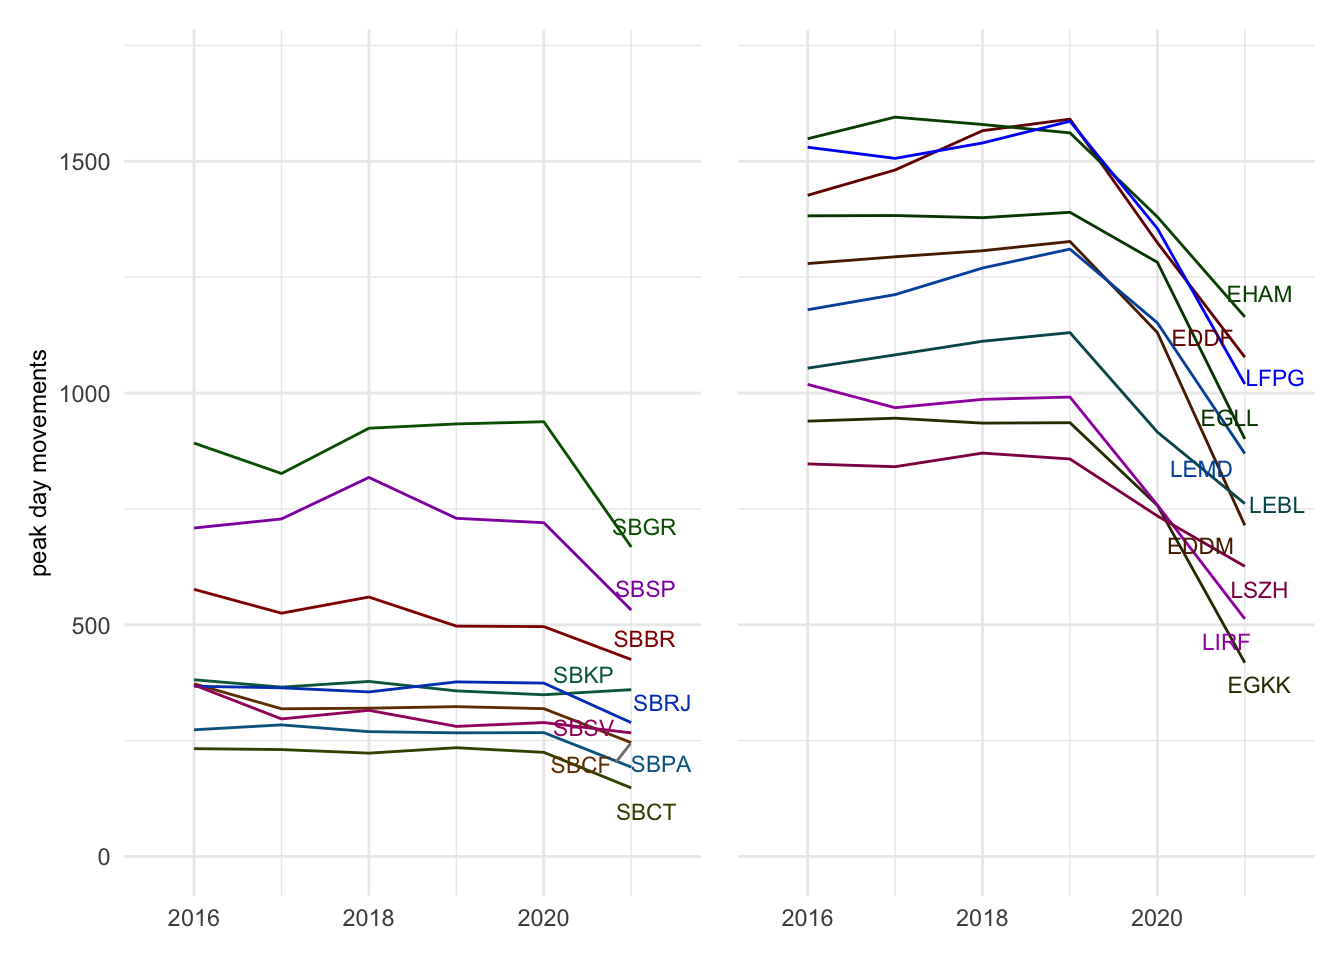 peak day movements
1500
1000
500
0
SBGR
SBSP
SBBR
SBKP
SBRJ
SBSV
SBCF
SBPA
SBCT
2016
2018
2020
EHAM
EDDF
LFPG
EGLL
LEMD
LEBL
EDDM
LSZH
LIRF
EGKK
2016
2018
2020